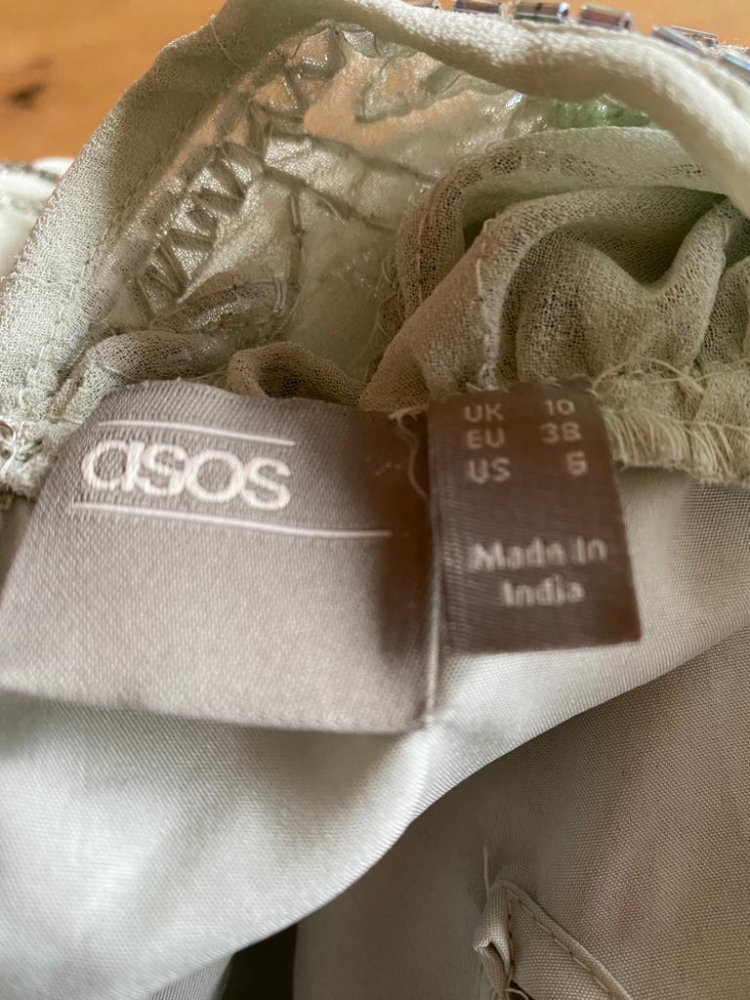 asos
UK 10
EU 38
US 6
Made In
India